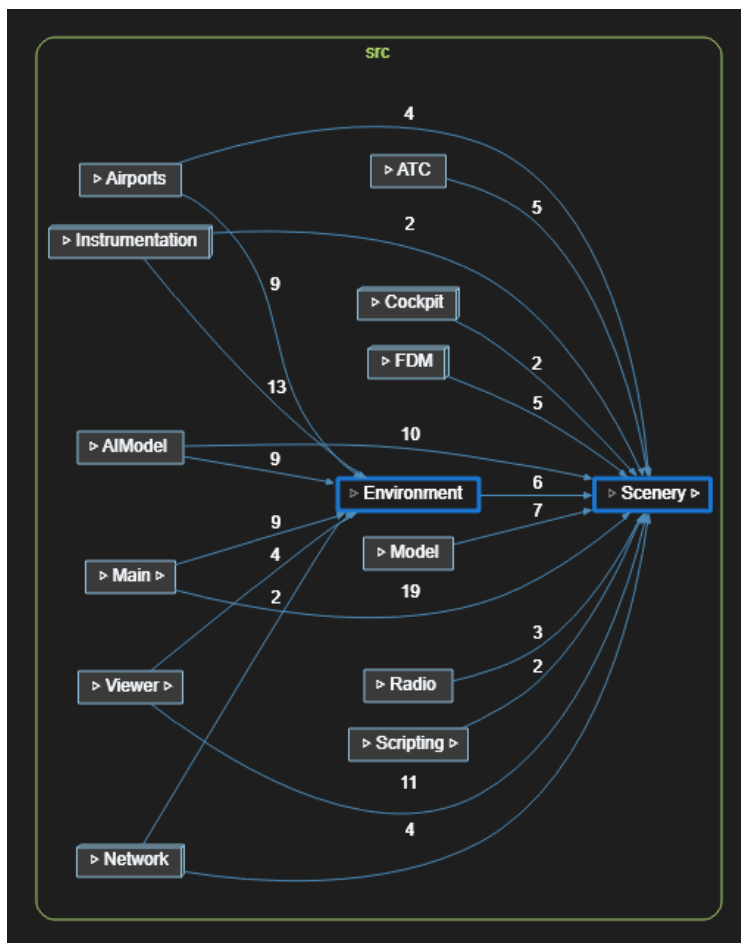 src
4
▹ Airports
▹ ATC
5
▹ Instrumentation
2
9
▹ Cockpit
2
▹ FDM
13
5
▹ AIModel
10
9
▹ Environment
6
▹ Scenery ▹
7
9
▹ Model
4
▹ Main ▹
2
19
3
▹ Viewer ▹
▹ Radio
2
▹ Scripting ▹
11
4
▹ Network